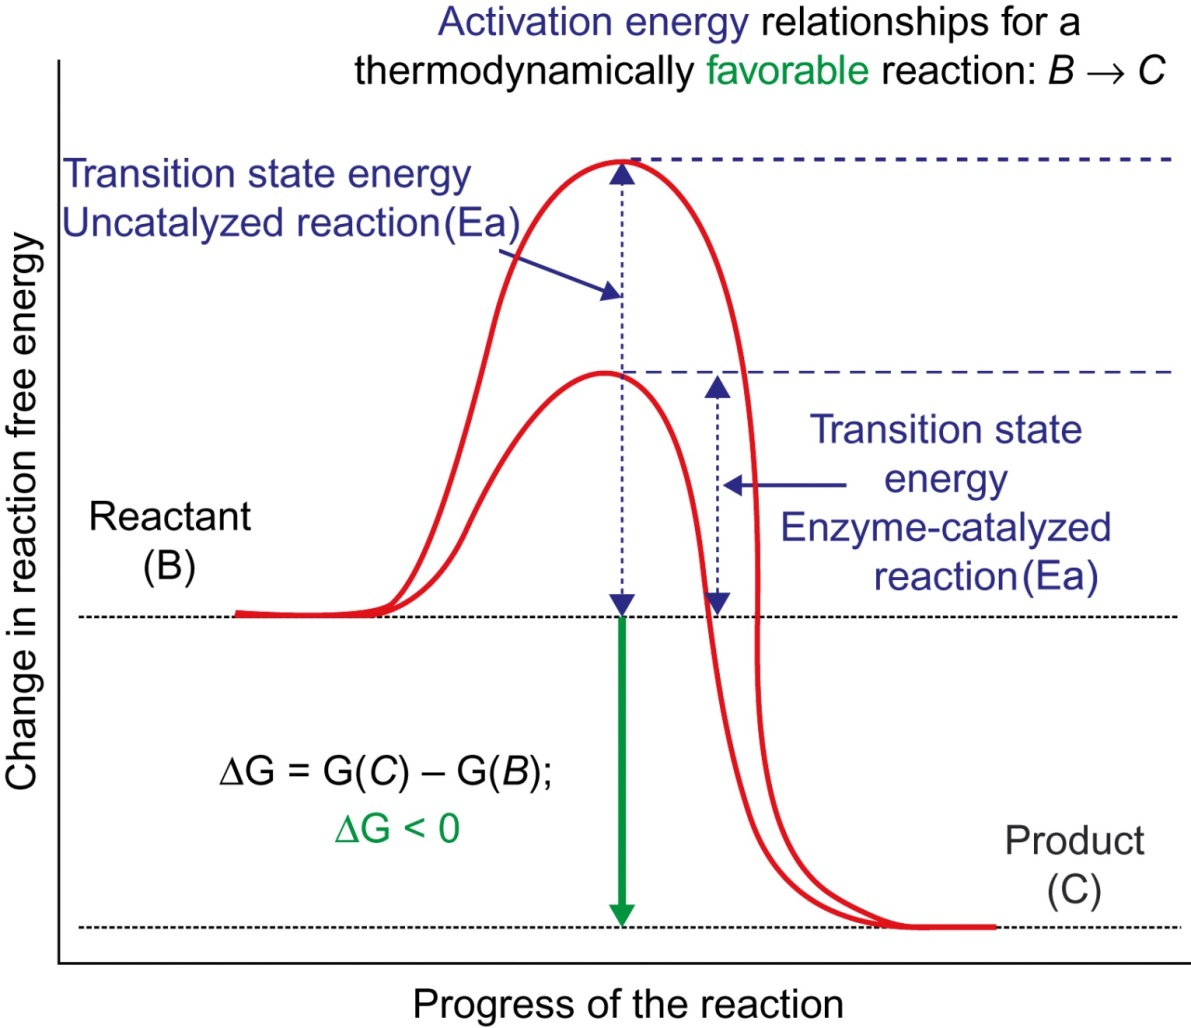 Activation energy relationships for a
thermodynamically favorable reaction: B → C
Transition state energy
Uncatalyzed reaction(Ea)
Transition state
energy
Enzyme-catalyzed
reaction(Ea)
Reactant
(B)
ΔG = G(C) – G(B);
ΔG < 0
Product
(C)
Change in reaction free energy
Progress of the reaction